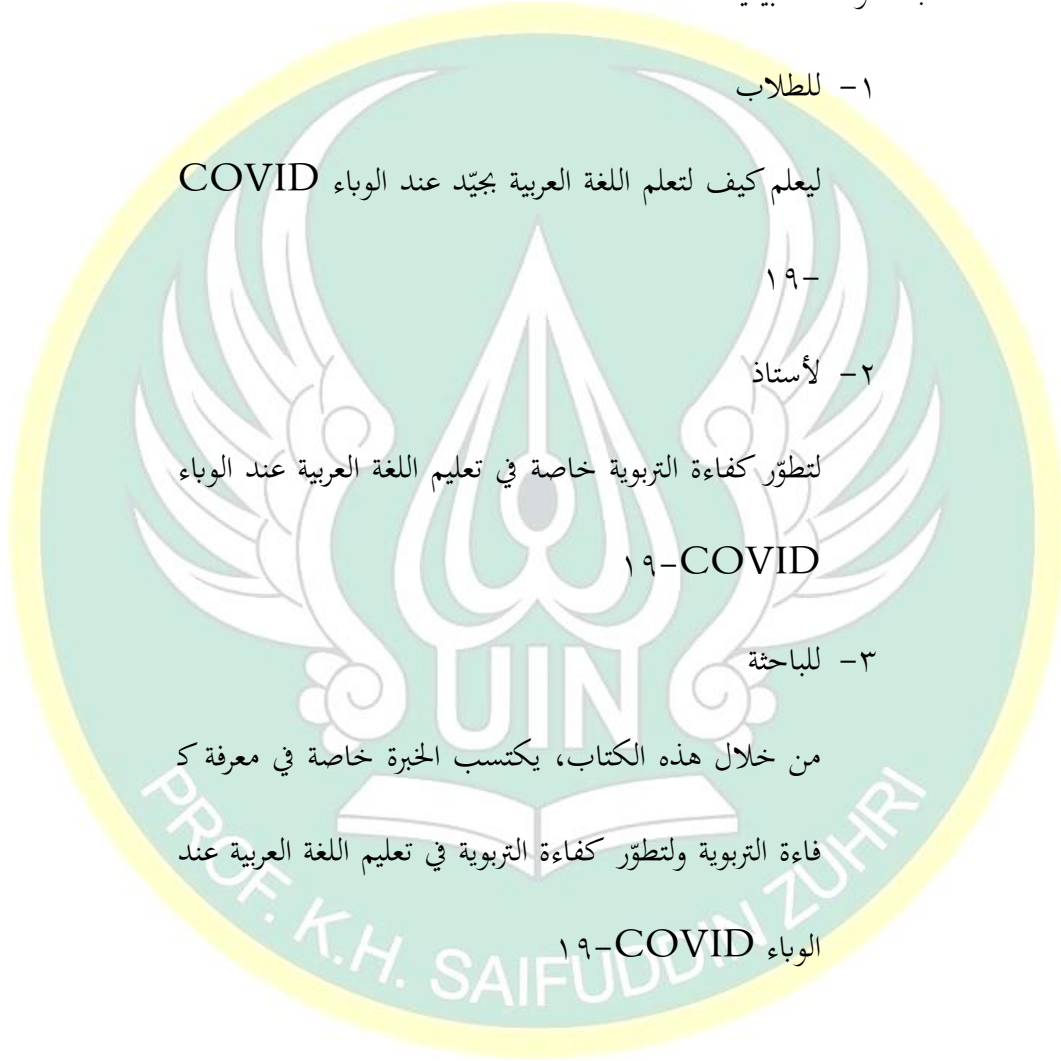 ١- للطلاب
ليعلم كيف لتعلم اللغة العربية بجيّد عند الوباء COVID
-١٩
٢- لأستاذ
لتطوّر كفاءة التربوية خاصة في تعليم اللغة العربية عند الوباء
COVID-١٩
٣- للباحثة
من خلال هذه الكتاب، يكتسب الخبرة خاصة في معرفة ك
فاءة التربوية ولتطوّر كفاءة التربوية في تعليم اللغة العربية عند
الوباء COVID-١٩
UIN
PROF. K.H. SAIFUDDIN ZUHRI